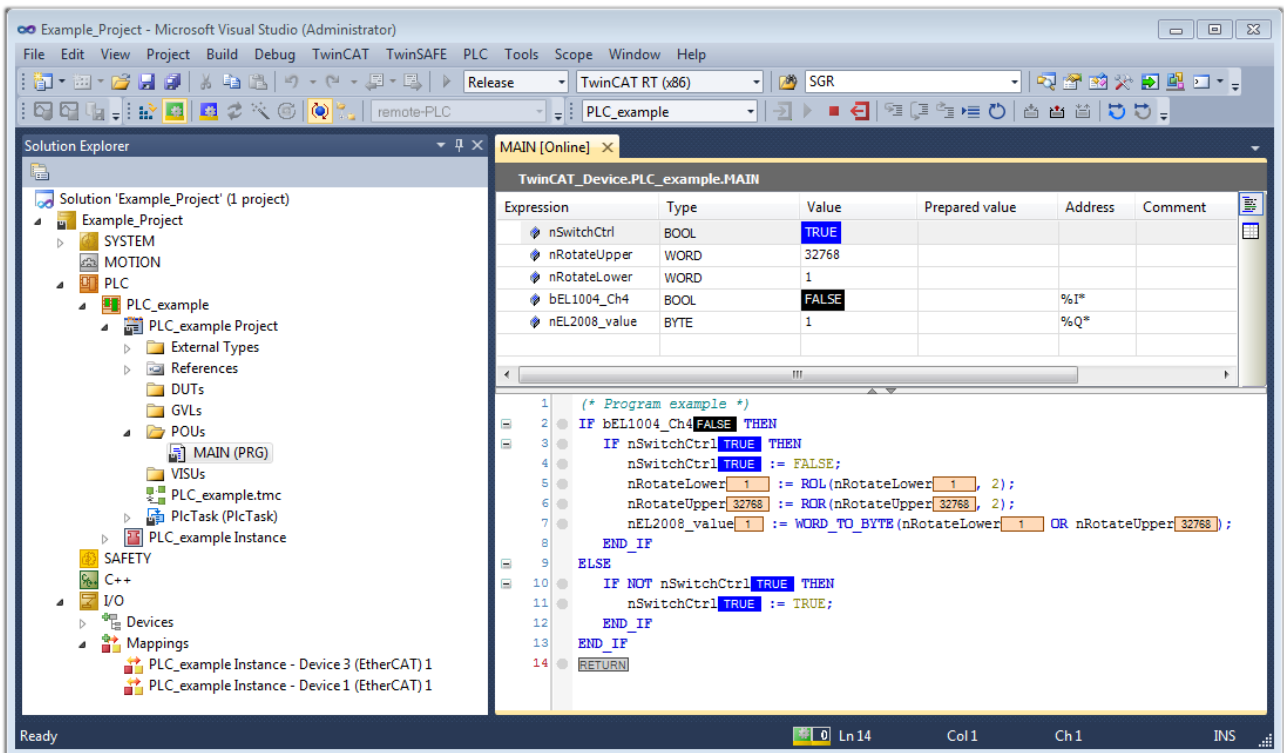 Example_Project - Microsoft Visual Studio (Administrator)
File Edit View Project Build Debug TwinCAT TwinSAFE PLC Tools Scope Window Help
Release TwinCAT RT (x86) SGR
remote-PLC PLC_example
Solution Explorer
Solution 'Example_Project' (1 project)
Example_Project
SYSTEM
MOTION
PLC
PLC_example
PLC_example Project
External Types
References
DUTs
GVLs
POUs
MAIN (PRG)
VISUs
PLC_example.tmc
PlcTask (PlcTask)
PLC_example Instance
SAFETY
C++
I/O
Devices
Mappings
PLC_example Instance - Device 3 (EtherCAT) 1
PLC_example Instance - Device 1 (EtherCAT) 1
MAIN [Online]
TwinCAT_Device.PLC_example.MAIN
Expression Type Value Prepared value Address Comment
nSwitchCtrl BOOL TRUE
nRotateUpper WORD 32768
nRotateLower WORD 1
bEL1004_Ch4 BOOL FALSE %I*
nEL2008_value BYTE 1 %Q*
1 (* Program example *)
2 IF bEL1004_Ch4 FALSE THEN
3 IF nSwitchCtrl TRUE THEN
4 nSwitchCtrl TRUE := FALSE;
5 nRotateLower 1 := ROL(nRotateLower 1 , 2);
6 nRotateUpper 32768 := ROR(nRotateUpper 32768 , 2);
7 nEL2008_value 1 := WORD_TO_BYTE(nRotateLower 1 OR nRotateUpper 32768 );
8 END_IF
9 ELSE
10 IF NOT nSwitchCtrl TRUE THEN
11 nSwitchCtrl TRUE := TRUE;
12 END_IF
13 END_IF
14 RETURN
Ready 0 Ln 14 Col 1 Ch 1 INS